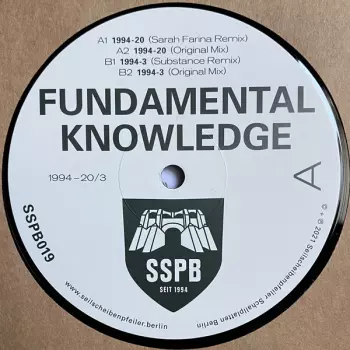 A1 1994-20 (Sarah Farina Remix)
A2 1994-20 (Original Mix)
B1 1994-3 (Substance Remix)
B2 1994-3 (Original Mix)
FUNDAMENTAL
KNOWLEDGE
1994-20/3
A
SSPB
SEIT 1994
SSPB019
www.seilscheibenpfeiler.berlin
© + ℗ 2021 Seilscheibenpfeiler Schallplatten Berlin